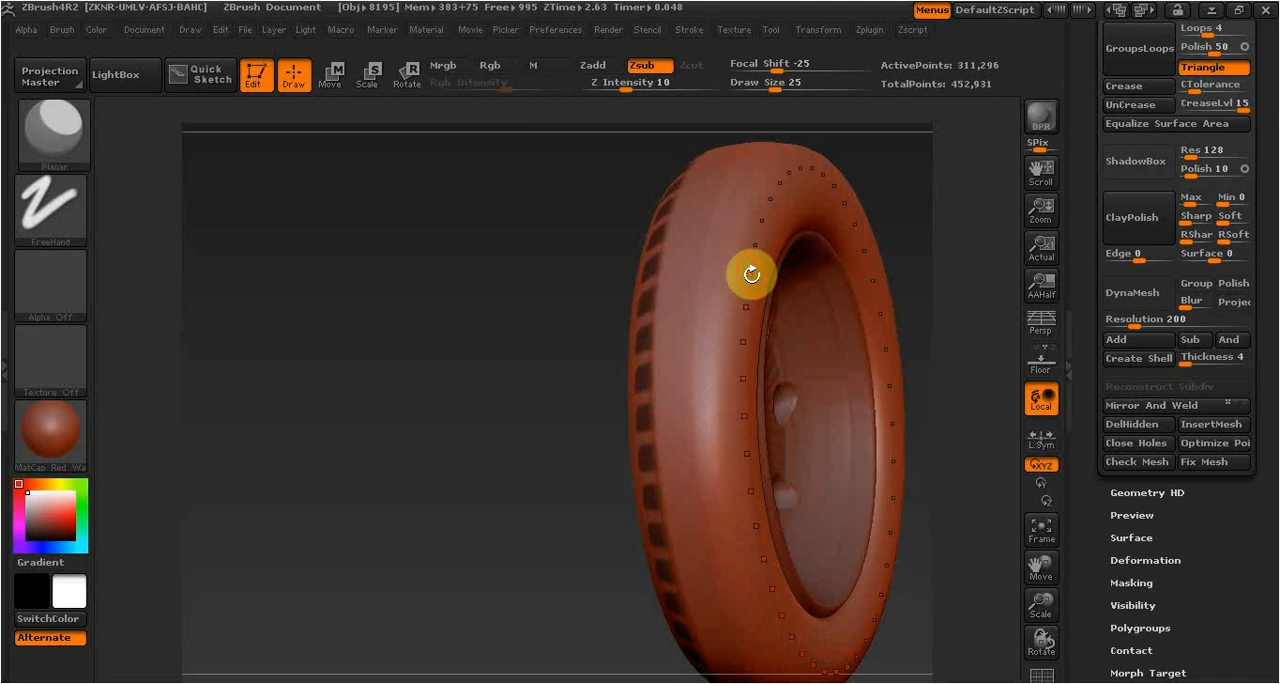 ZBrush4R2 [ZKNR-UMLV-AFSJ-BAHC] ZBrush Document [Obj▸ 8195] Mem▸383+75 Free▸995 ZTime▸2.63 Timer▸0.048 Menus DefaultZScript
Alpha Brush Color Document Draw Edit File Layer Light Macro Marker Material Movie Picker Preferences Render Stencil Stroke Texture Tool Transform Zplugin Zscript
Projection Master
LightBox
Quick Sketch
Edit
Draw
Move
Scale
Rotate
Mrgb Rgb M
Rgb Intensity
Zadd Zsub Zcut
Z Intensity 10
Focal Shift -25
Draw Size 25
ActivePoints: 311,296
TotalPoints: 452,931
Planar
FreeHand
Alpha Off
Texture Off
MatCap Red Wa
Gradient
SwitchColor
Alternate
BPR
SPix
Scroll
Zoom
Actual
AAHalf
Persp
Floor
Local
L.Sym
XYZ
Frame
Move
Scale
Rotate
GroupsLoops
Loops 4
Polish 50
Triangle
Crease
CTolerance
UnCrease
CreaseLvl 15
Equalize Surface Area
ShadowBox
Res 128
Polish 10
ClayPolish
Max Min 0
Sharp Soft
RShar RSoft
Edge 0 Surface 0
DynaMesh
Group Polish
Blur Projec
Resolution 200
Add Sub And
Create Shell Thickness 4
Reconstruct Subdiv
Mirror And Weld
DelHidden InsertMesh
Close Holes Optimize Poi
Check Mesh Fix Mesh
Geometry HD
Preview
Surface
Deformation
Masking
Visibility
Polygroups
Contact
Morph Target